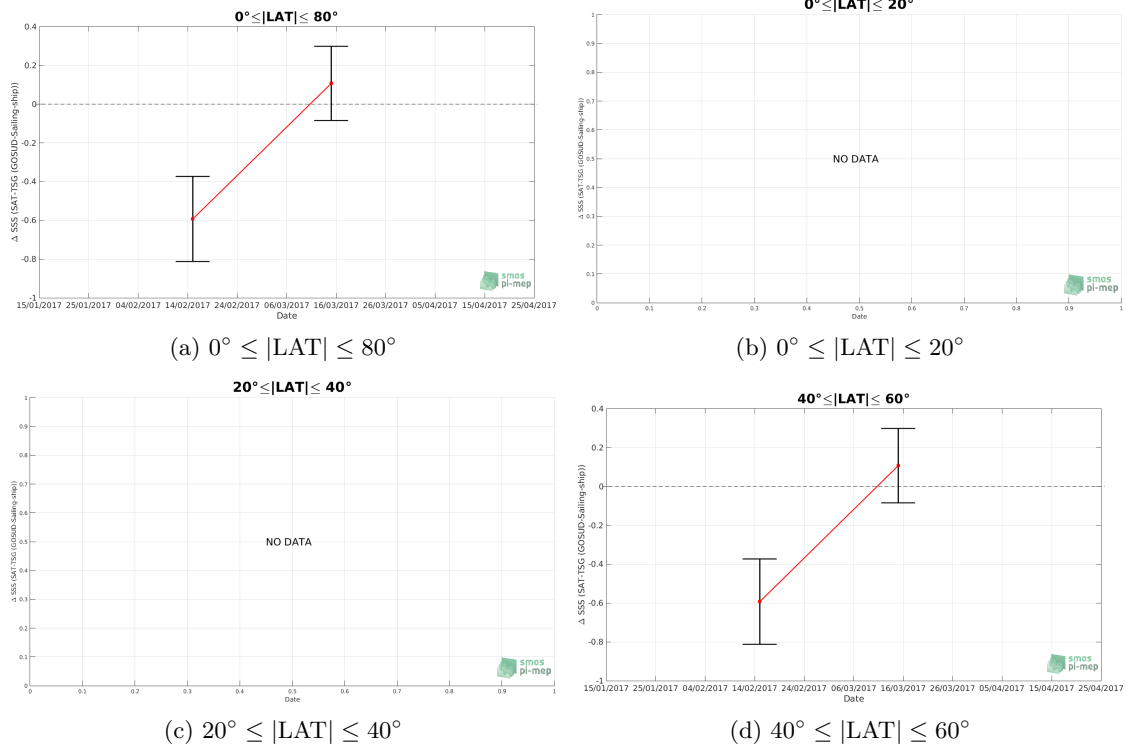 0°≤|LAT|≤ 80°
0.4
0.2
0
-0.2
-0.4
-0.6
-0.8
-1
Δ SSS (SAT-TSG (GOSUD-Sailing-ship))
15/01/2017 25/01/2017 04/02/2017 14/02/2017 24/02/2017 06/03/2017 16/03/2017 26/03/2017 05/04/2017 15/04/2017 25/04/2017
Date
smos
pi-mep
(a) 0° ≤ |LAT| ≤ 80°
0°≤|LAT|≤ 20°
1
0.9
0.8
0.7
0.6
0.5
0.4
0.3
0.2
0.1
0
Δ SSS (SAT-TSG (GOSUD-Sailing-ship))
NO DATA
0 0.1 0.2 0.3 0.4 0.5 0.6 0.7 0.8 0.9 1
Date
smos
pi-mep
(b) 0° ≤ |LAT| ≤ 20°
20°≤|LAT|≤ 40°
1
0.9
0.8
0.7
0.6
0.5
0.4
0.3
0.2
0.1
0
Δ SSS (SAT-TSG (GOSUD-Sailing-ship))
NO DATA
0 0.1 0.2 0.3 0.4 0.5 0.6 0.7 0.8 0.9 1
Date
smos
pi-mep
(c) 20° ≤ |LAT| ≤ 40°
40°≤|LAT|≤ 60°
0.4
0.2
0
-0.2
-0.4
-0.6
-0.8
-1
Δ SSS (SAT-TSG (GOSUD-Sailing-ship))
15/01/2017 25/01/2017 04/02/2017 14/02/2017 24/02/2017 06/03/2017 16/03/2017 26/03/2017 05/04/2017 15/04/2017 25/04/2017
Date
smos
pi-mep
(d) 40° ≤ |LAT| ≤ 60°